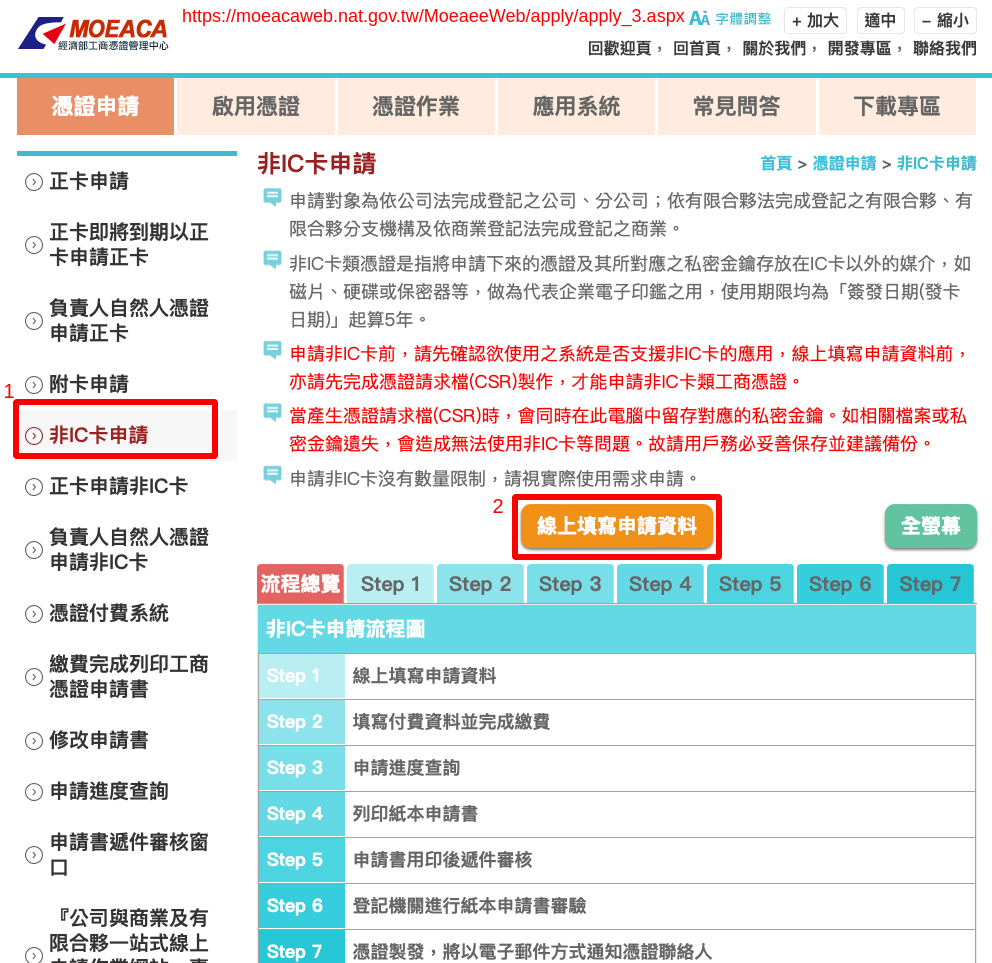 MOEACA
經濟部工商憑證管理中心
https://moeacaweb.nat.gov.tw/MoeaeeWeb/apply/apply_3.aspx
AA 字體調整 + 加大 適中 – 縮小
回歡迎頁， 回首頁， 關於我們， 開發專區， 聯絡我們
憑證申請 啟用憑證 憑證作業 應用系統 常見問答 下載專區
正卡申請
正卡即將到期以正
卡申請正卡
負責人自然人憑證
申請正卡
附卡申請
1
非IC卡申請
正卡申請非IC卡
負責人自然人憑證
申請非IC卡
憑證付費系統
繳費完成列印工商
憑證申請書
修改申請書
申請進度查詢
申請書遞件審核窗
口
『公司與商業及有
限合夥一站式線上
非IC卡申請
首頁 > 憑證申請 > 非IC卡申請
申請對象為依公司法完成登記之公司、分公司；依有限合夥法完成登記之有限合夥、有
限合夥分支機構及依商業登記法完成登記之商業。
非IC卡類憑證是指將申請下來的憑證及其所對應之私密金鑰存放在IC卡以外的媒介，如
磁片、硬碟或保密器等，做為代表企業電子印鑑之用，使用期限均為「簽發日期(發卡
日期)」起算5年。
申請非IC卡前，請先確認欲使用之系統是否支援非IC卡的應用，線上填寫申請資料前，
亦請先完成憑證請求檔(CSR)製作，才能申請非IC卡類工商憑證。
當產生憑證請求檔(CSR)時，會同時在此電腦中留存對應的私密金鑰。如相關檔案或私
密金鑰遺失，會造成無法使用非IC卡等問題。故請用戶務必妥善保存並建議備份。
申請非IC卡沒有數量限制，請視實際使用需求申請。
2
線上填寫申請資料
全螢幕
流程總覽 Step 1 Step 2 Step 3 Step 4 Step 5 Step 6 Step 7
非IC卡申請流程圖
Step 1 線上填寫申請資料
Step 2 填寫付費資料並完成繳費
Step 3 申請進度查詢
Step 4 列印紙本申請書
Step 5 申請書用印後遞件審核
Step 6 登記機關進行紙本申請書審驗
Step 7 憑證製發，將以電子郵件方式通知憑證聯絡人